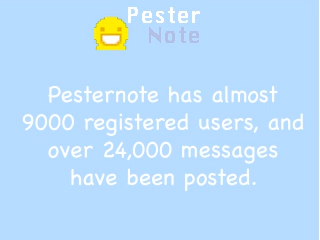 Pester
Note
Pesternote has almost
9000 registered users, and
over 24,000 messages
have been posted.